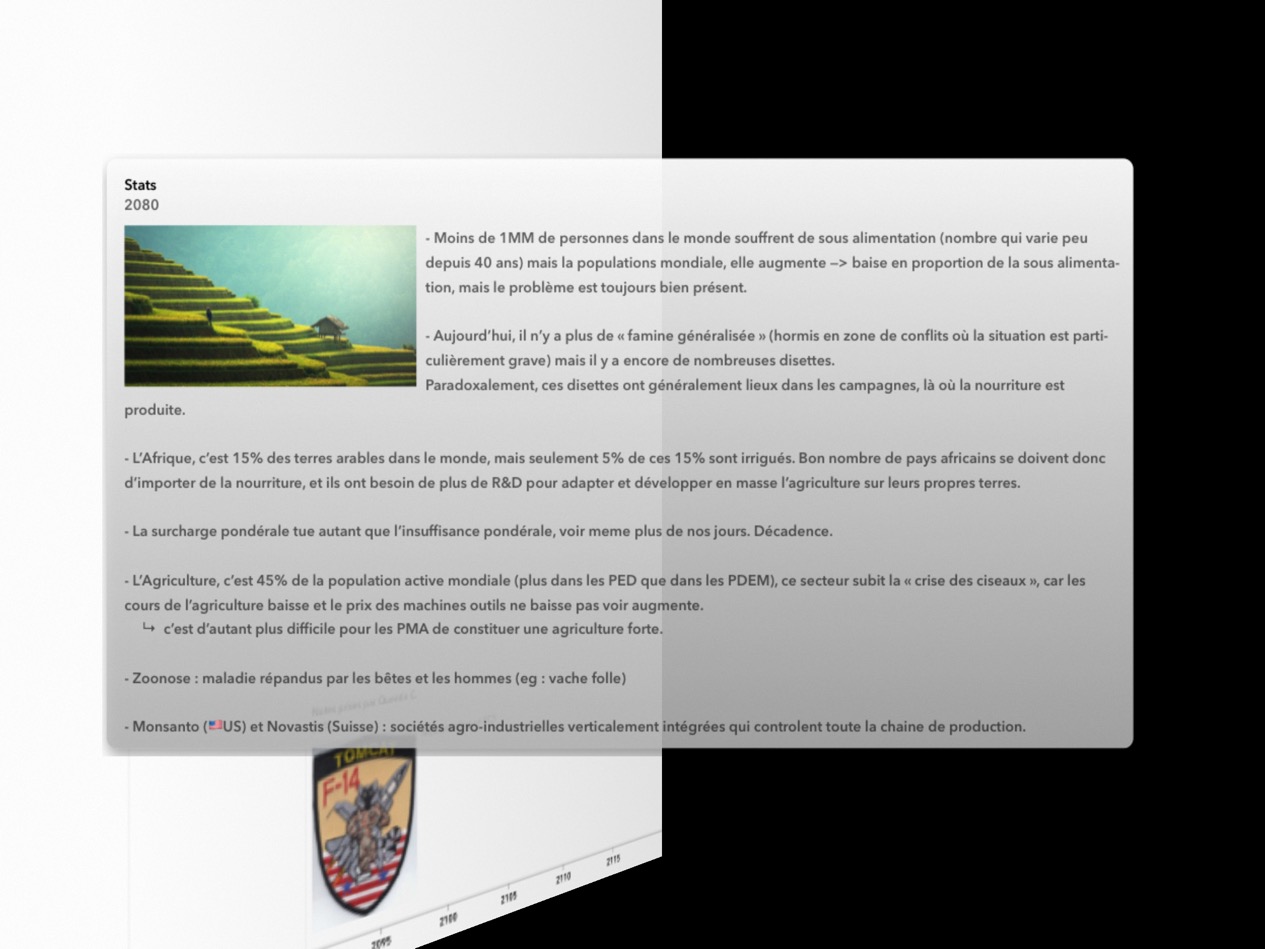 Stats
2080
- Moins de 1MM de personnes dans le monde souffrent de sous alimentation (nombre qui varie peu
depuis 40 ans) mais la populations mondiale, elle augmente –> baise en proportion de la sous alimenta-
tion, mais le problème est toujours bien présent.
- Aujourd’hui, il n’y a plus de « famine généralisée » (hormis en zone de conflits où la situation est parti-
culièrement grave) mais il y a encore de nombreuses disettes.
Paradoxalement, ces disettes ont généralement lieux dans les campagnes, là où la nourriture est
produite.
- L’Afrique, c’est 15% des terres arables dans le monde, mais seulement 5% de ces 15% sont irrigués. Bon nombre de pays africains se doivent donc
d’importer de la nourriture, et ils ont besoin de plus de R&D pour adapter et développer en masse l’agriculture sur leurs propres terres.
- La surcharge pondérale tue autant que l’insuffisance pondérale, voir meme plus de nos jours. Décadence.
- L’Agriculture, c’est 45% de la population active mondiale (plus dans les PED que dans les PDEM), ce secteur subit la « crise des ciseaux », car les
cours de l’agriculture baisse et le prix des machines outils ne baisse pas voir augmente.
↳ c’est d’autant plus difficile pour les PMA de constituer une agriculture forte.
- Zoonose : maladie répandus par les bêtes et les hommes (eg : vache folle)
- Monsanto (🇺🇸US) et Novastis (Suisse) : sociétés agro-industrielles verticalement intégrées qui controlent toute la chaine de production.
TOMCAT
F-14
2095
2100
2105
2110
2115